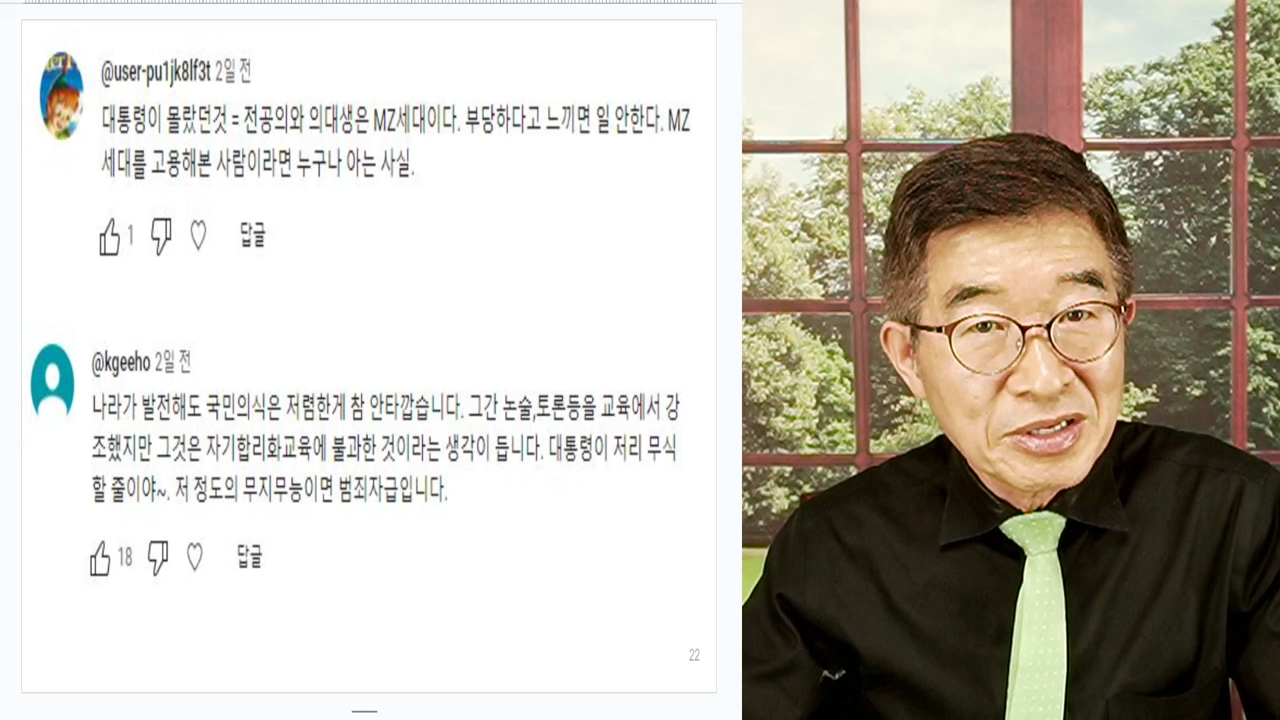 @user-pu1jk8lf3t 2일 전
대통령이 몰랐던것 = 전공의와 의대생은 MZ세대이다. 부당하다고 느끼면 일 안한다. MZ
세대를 고용해본 사람이라면 누구나 아는 사실.
1 답글
@kgeeho 2일 전
나라가 발전해도 국민의식은 저렴한게 참 안타깝습니다. 그간 논술,토론등을 교육에서 강
조했지만 그것은 자기합리화교육에 불과한 것이라는 생각이 듭니다. 대통령이 저리 무식
할 줄이야~. 저 정도의 무지무능이면 범죄자급입니다.
18 답글
22